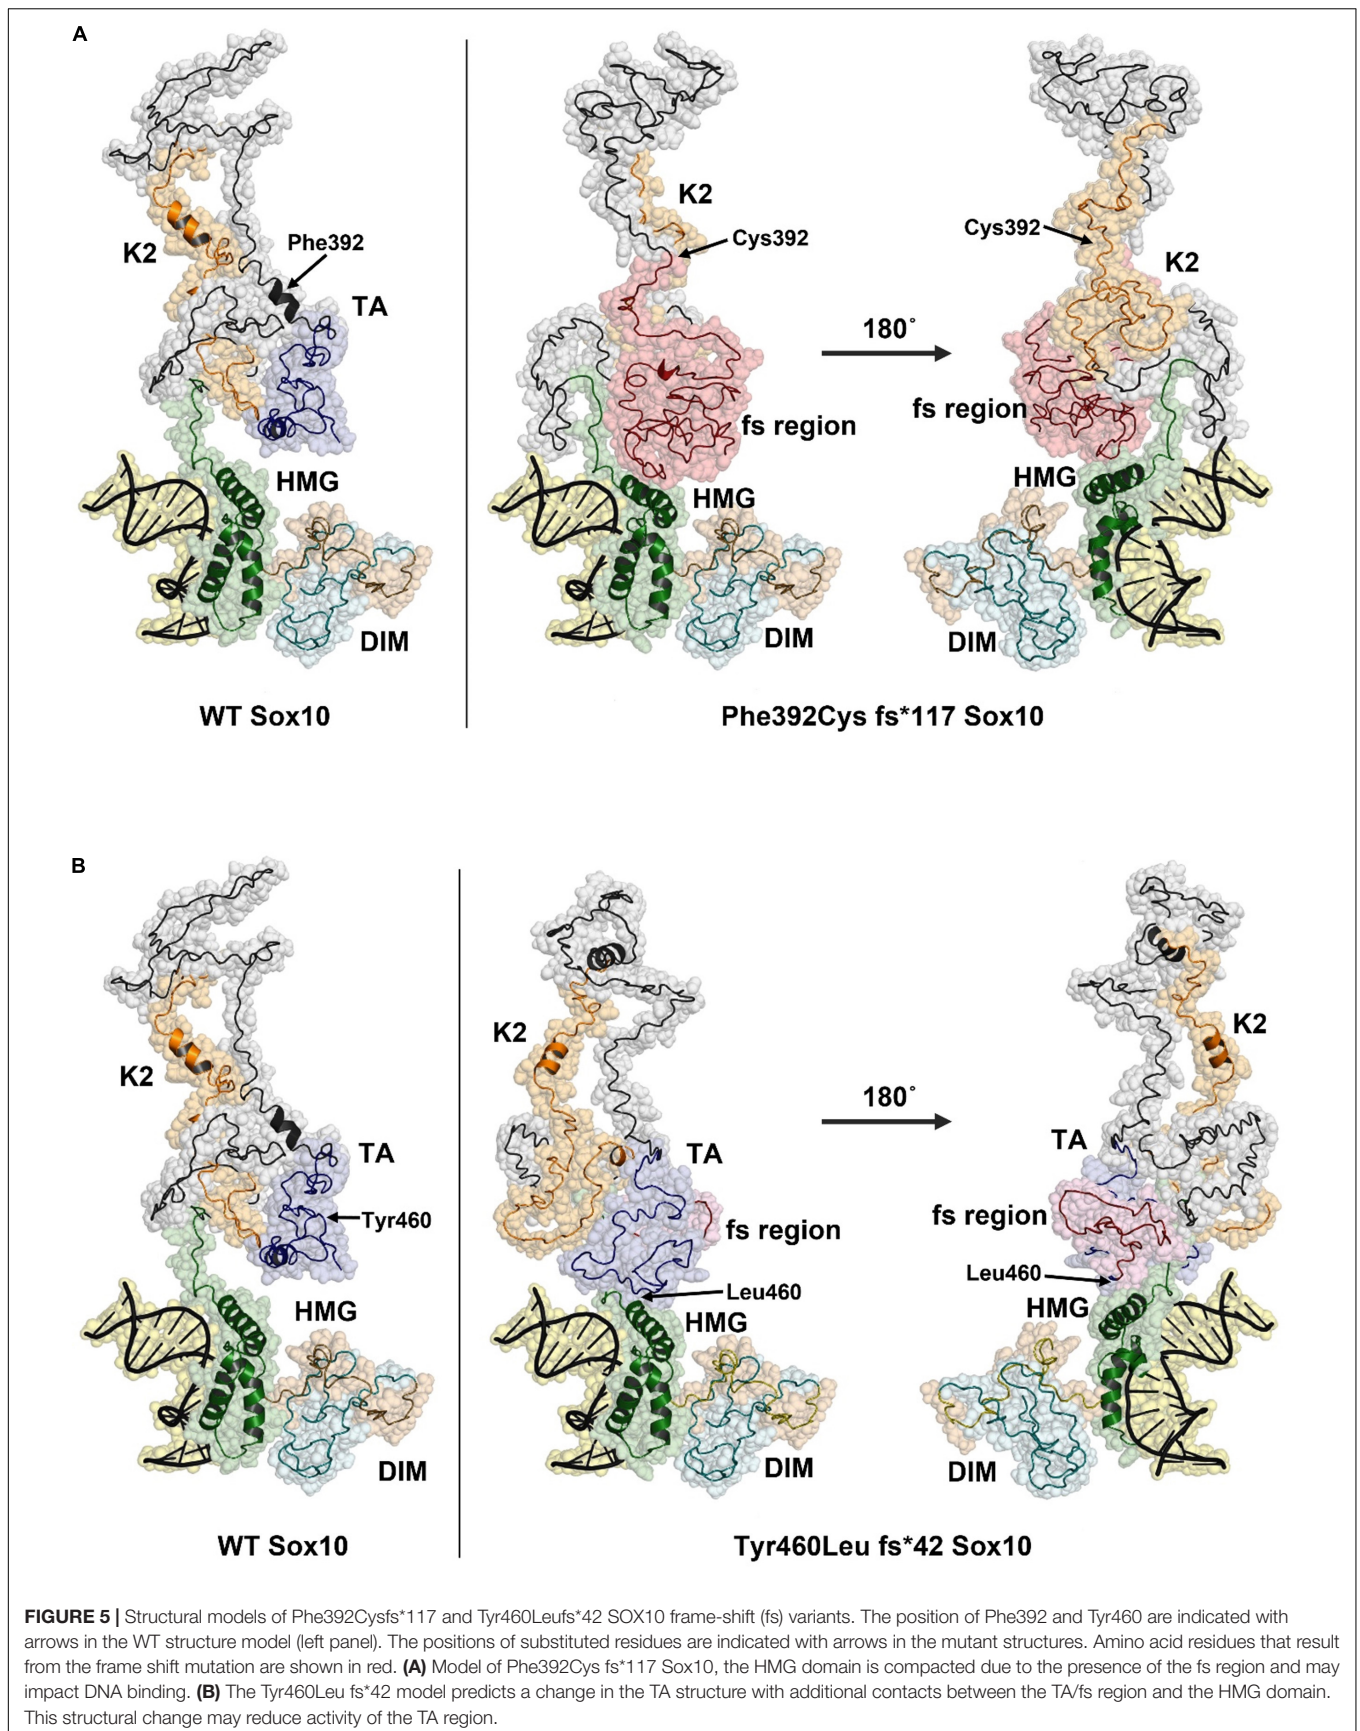 A
K2
Phe392
TA
HMG
DIM
WT Sox10
K2
Cys392
fs region
HMG
DIM
180°
Cys392
K2
fs region
HMG
DIM
Phe392Cys fs*117 Sox10
B
K2
TA
Tyr460
HMG
DIM
WT Sox10
K2
TA
fs region
Leu460
HMG
DIM
180°
K2
TA
fs region
Leu460
HMG
DIM
Tyr460Leu fs*42 Sox10
FIGURE 5 | Structural models of Phe392Cysfs*117 and Tyr460Leufs*42 SOX10 frame-shift (fs) variants. The position of Phe392 and Tyr460 are indicated with
arrows in the WT structure model (left panel). The positions of substituted residues are indicated with arrows in the mutant structures. Amino acid residues that result
from the frame shift mutation are shown in red. (A) Model of Phe392Cys fs*117 Sox10, the HMG domain is compacted due to the presence of the fs region and may
impact DNA binding. (B) The Tyr460Leu fs*42 model predicts a change in the TA structure with additional contacts between the TA/fs region and the HMG domain.
This structural change may reduce activity of the TA region.